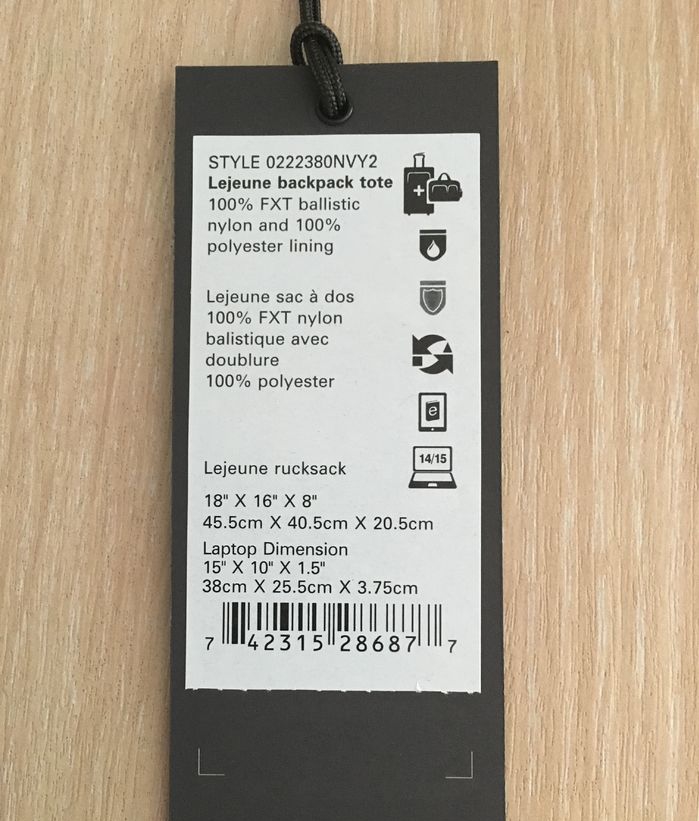 STYLE 0222380NVY2
Lejeune backpack tote
100% FXT ballistic
nylon and 100%
polyester lining
Lejeune sac à dos
100% FXT nylon
balistique avec
doublure
100% polyester
e
14/15
Lejeune rucksack
18" X 16" X 8"
45.5cm X 40.5cm X 20.5cm
Laptop Dimension
15" X 10" X 1.5"
38cm X 25.5cm X 3.75cm
7 42315 28687 7